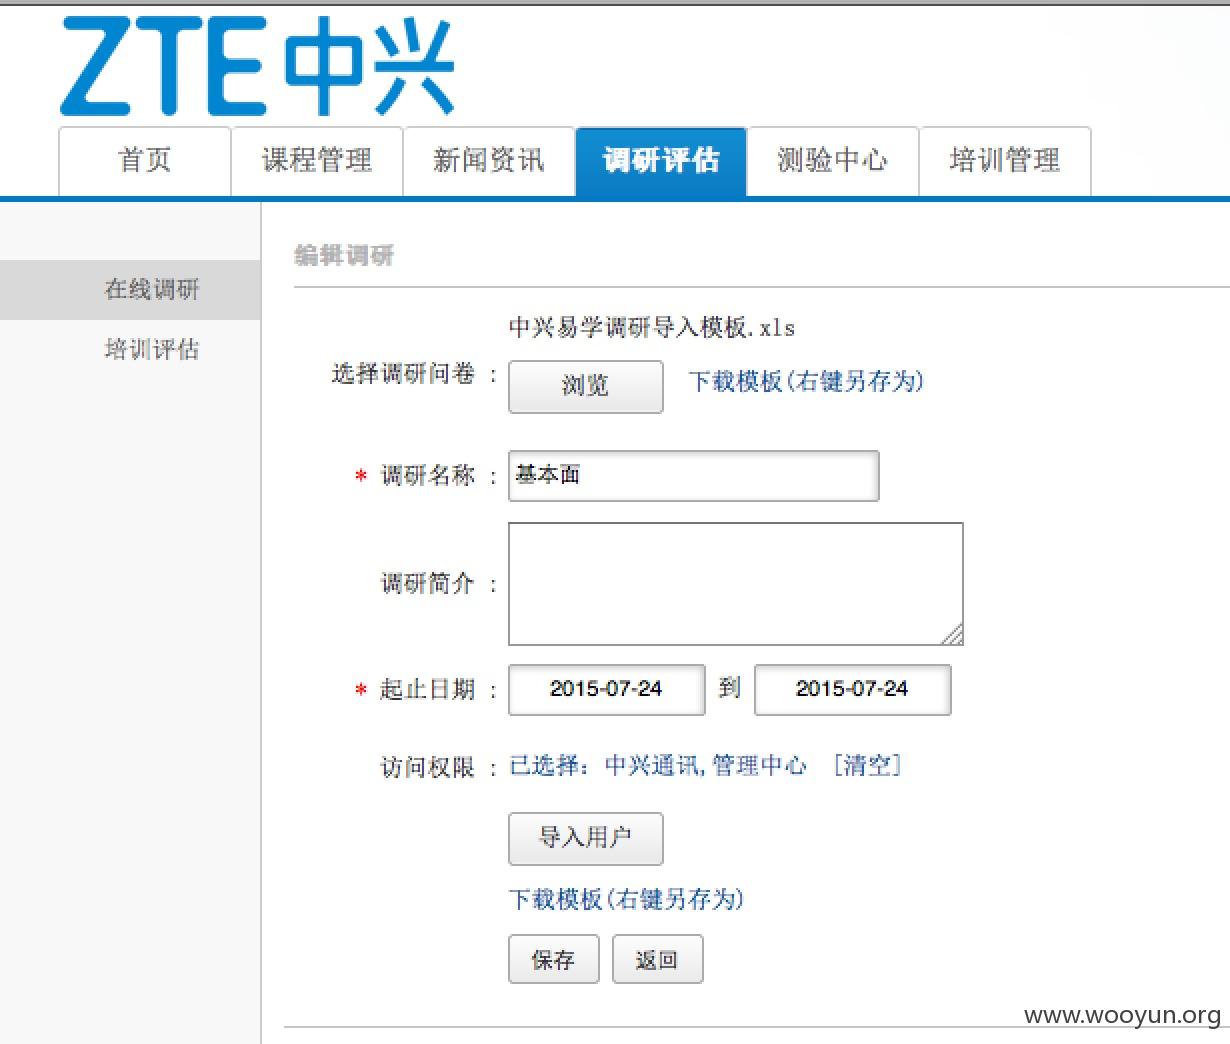 ZTE中兴
首页 课程管理 新闻资讯 调研评估 测验中心 培训管理
在线调研
培训评估
编辑调研
中兴易学调研导入模板.xls
选择调研问卷 : 浏览 下载模板(右键另存为)
* 调研名称 : 基本面
调研简介 :
* 起止日期 : 2015-07-24 到 2015-07-24
访问权限 : 已选择: 中兴通讯,管理中心 [清空]
导入用户
下载模板(右键另存为)
保存 返回
www.wooyun.org